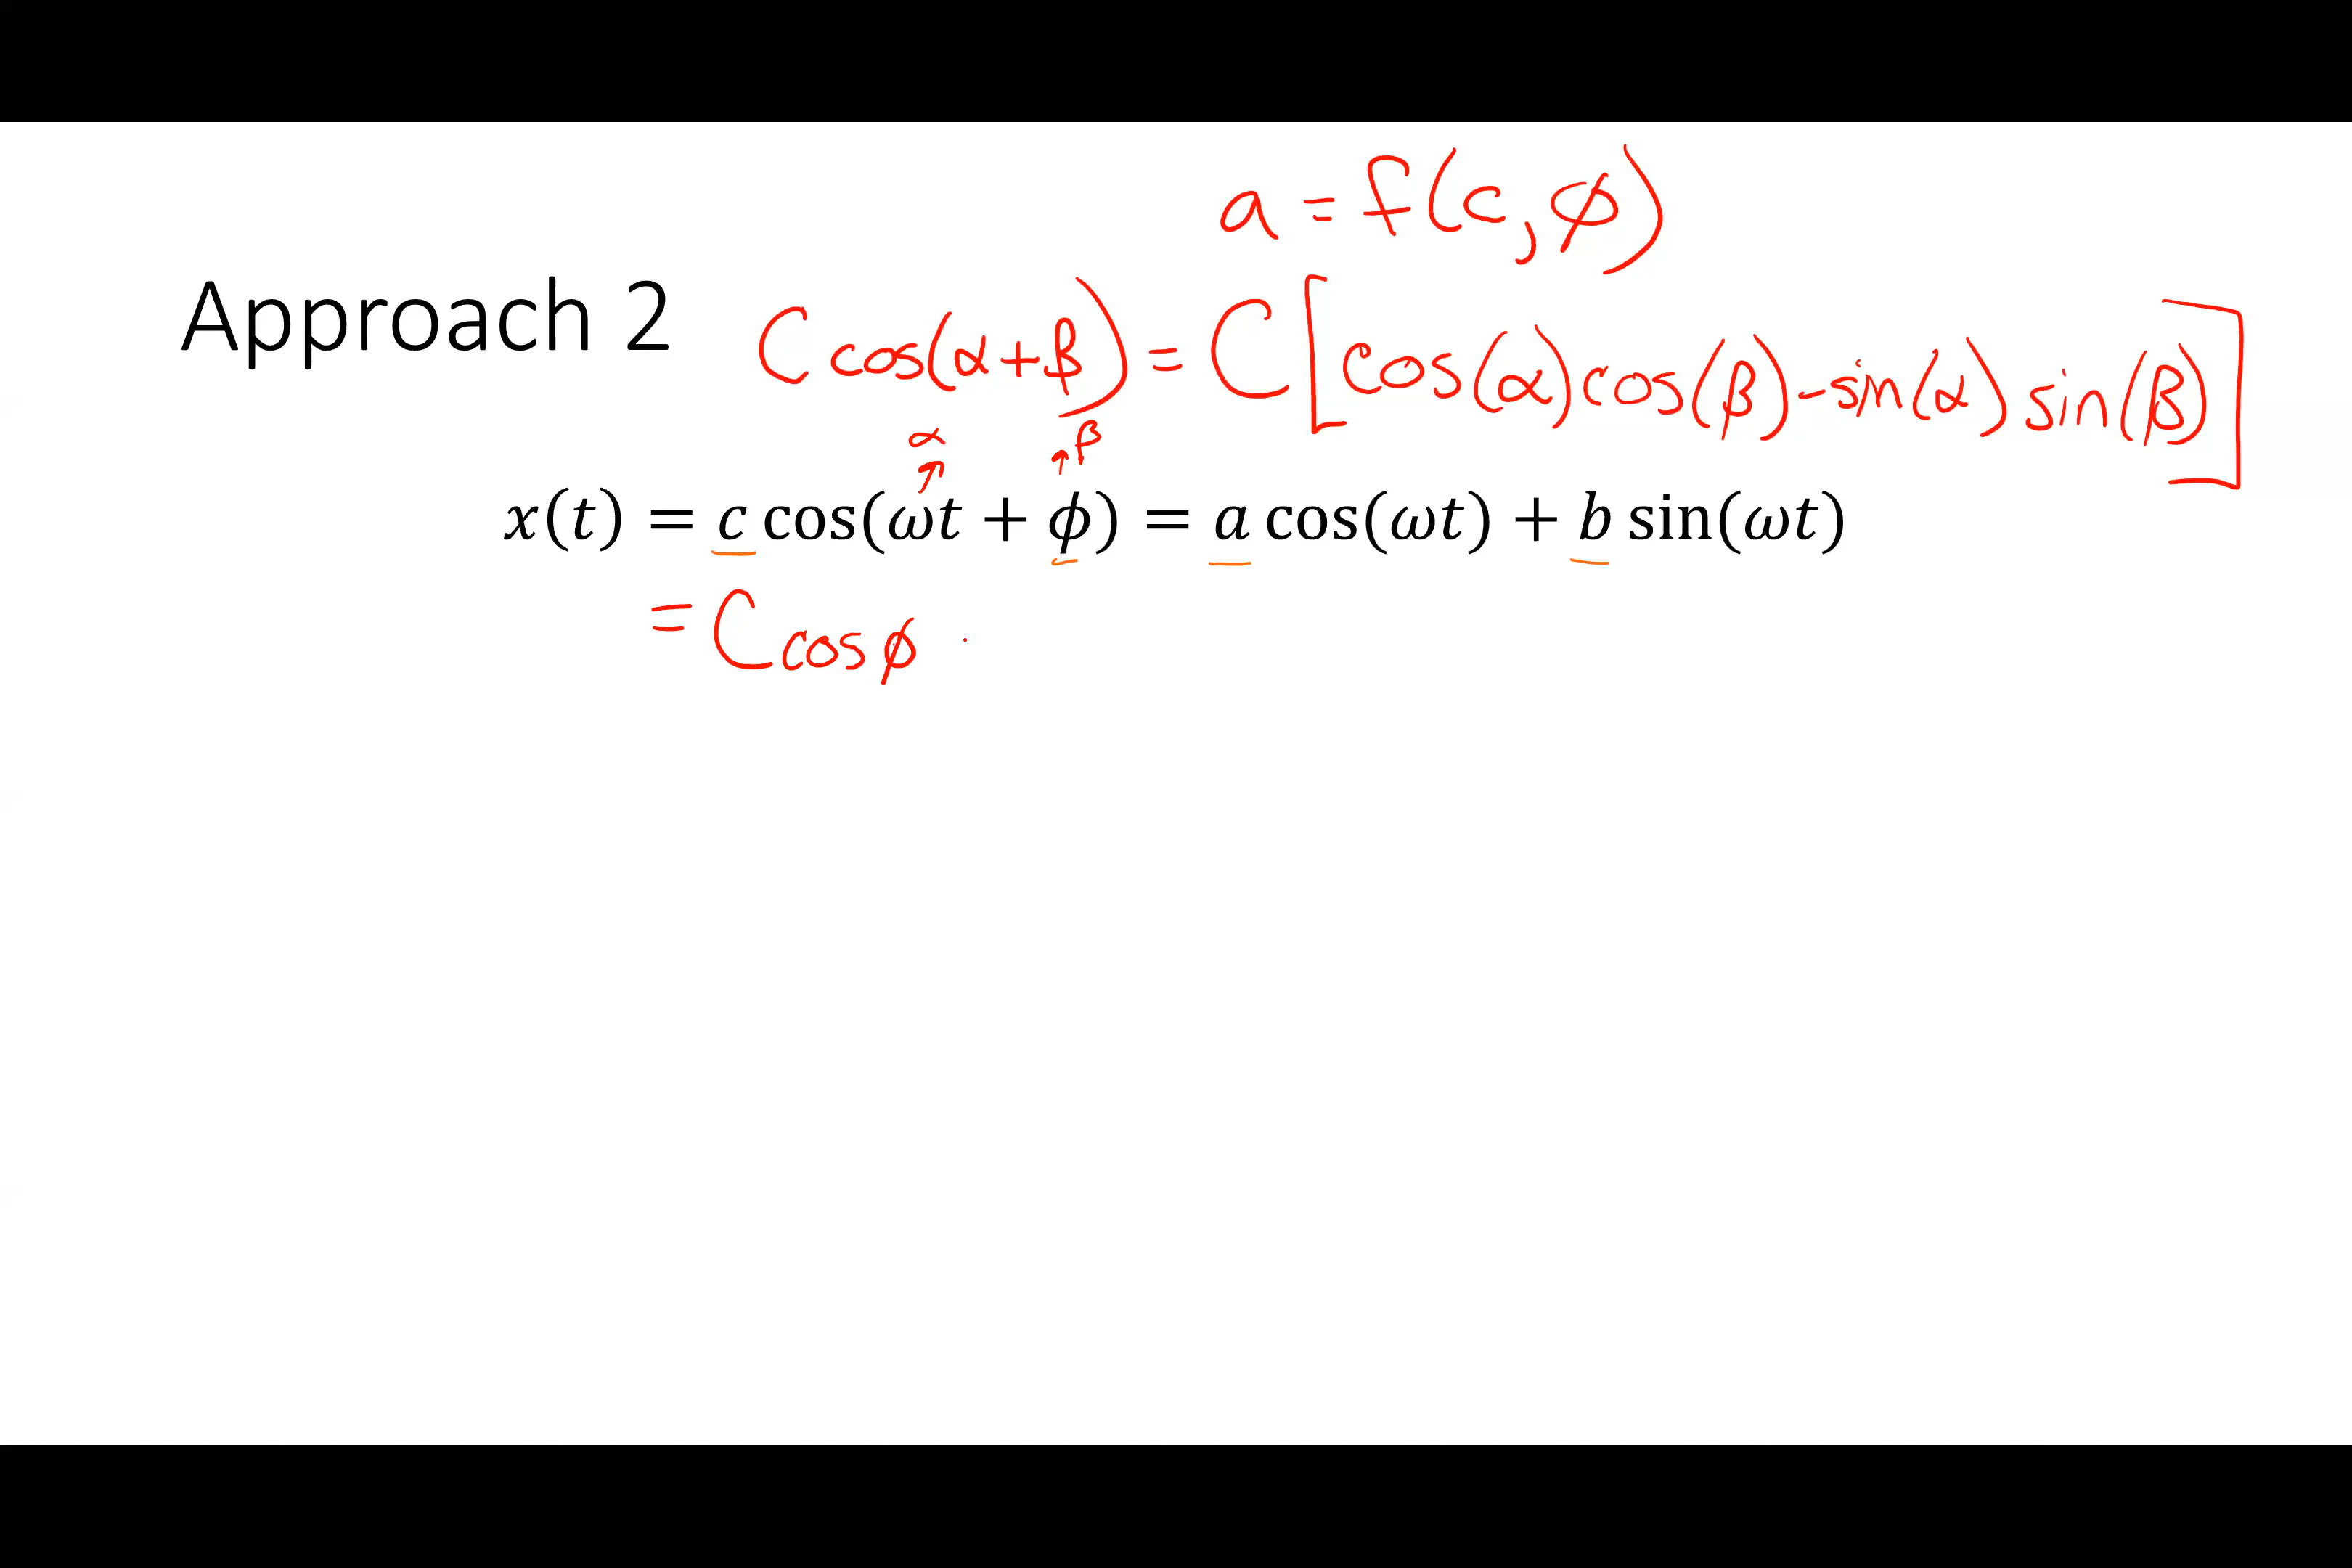 a = f(c, ϕ)
Approach 2
C cos(α + β) = C[cos(α) cos(β) - sin(α) sin(β)]
α β
x(t) = c cos(ωt + ϕ) = a cos(ωt) + b sin(ωt)
= C cos ϕ ·